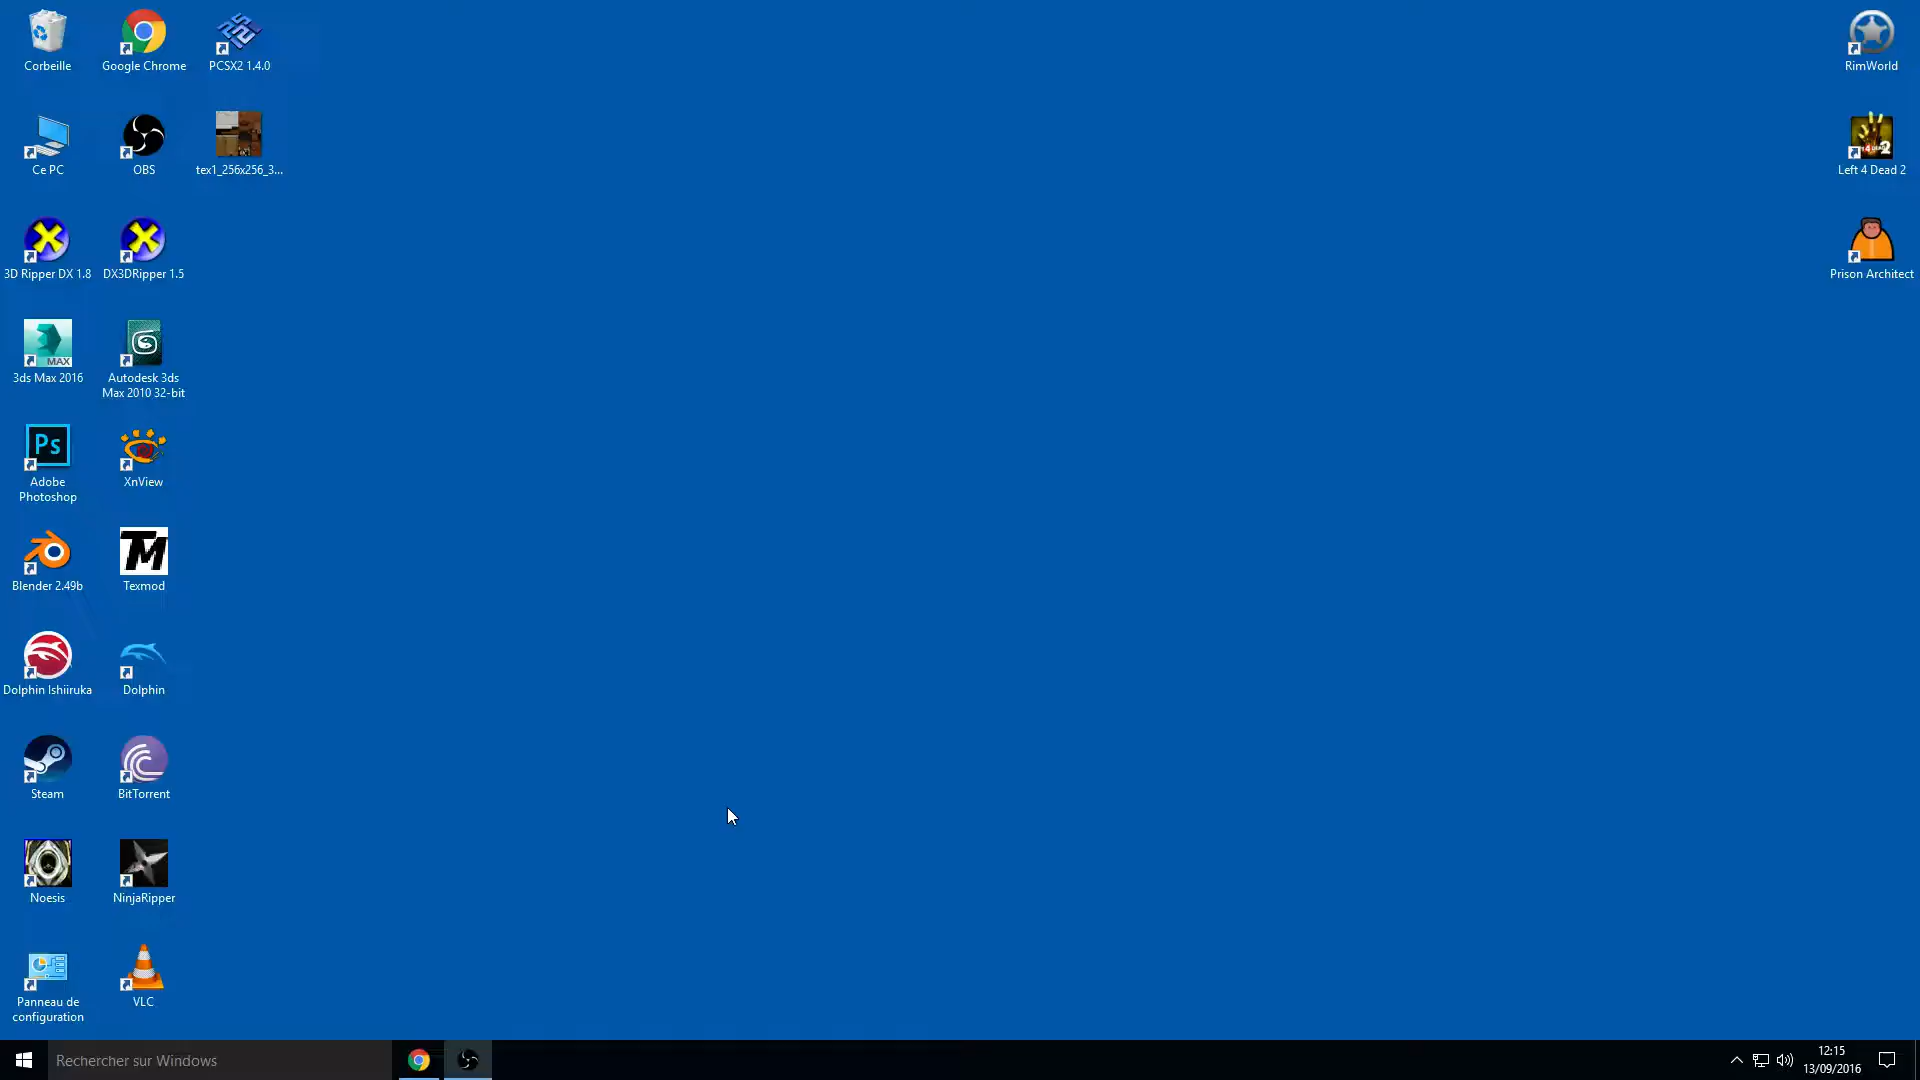 Corbeille
Google Chrome
PCSX2 1.4.0
RimWorld
Ce PC
OBS
tex1_256x256_3...
Left 4 Dead 2
3D Ripper DX 1.8
DX3DRipper 1.5
Prison Architect
MAX
3ds Max 2016
Autodesk 3ds
Max 2010 32-bit
Ps
Adobe
Photoshop
XnView
Blender 2.49b
TM
Texmod
Dolphin Ishiiruka
Dolphin
Steam
BitTorrent
Noesis
NinjaRipper
Panneau de
configuration
VLC
Rechercher sur Windows
12:15
13/09/2016